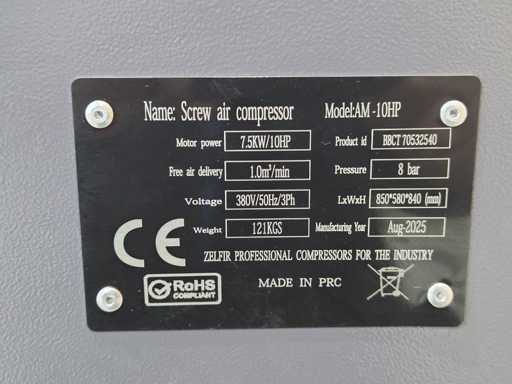 Name: Screw air compressor Model:AM-10HP
Motor power 7.5KW/10HP Product id BBCT70532540
Free air delivery 1.0m³/min Pressure 8 bar
Voltage 380V/50Hz/3Ph LxWxH 850*580*840 (mm)
Weight 121KGS Manufacturing Year Aug-2025
CE
ZELFIR PROFESSIONAL COMPRESSORS FOR THE INDUSTRY
RoHS
COMPLIANT
MADE IN PRC